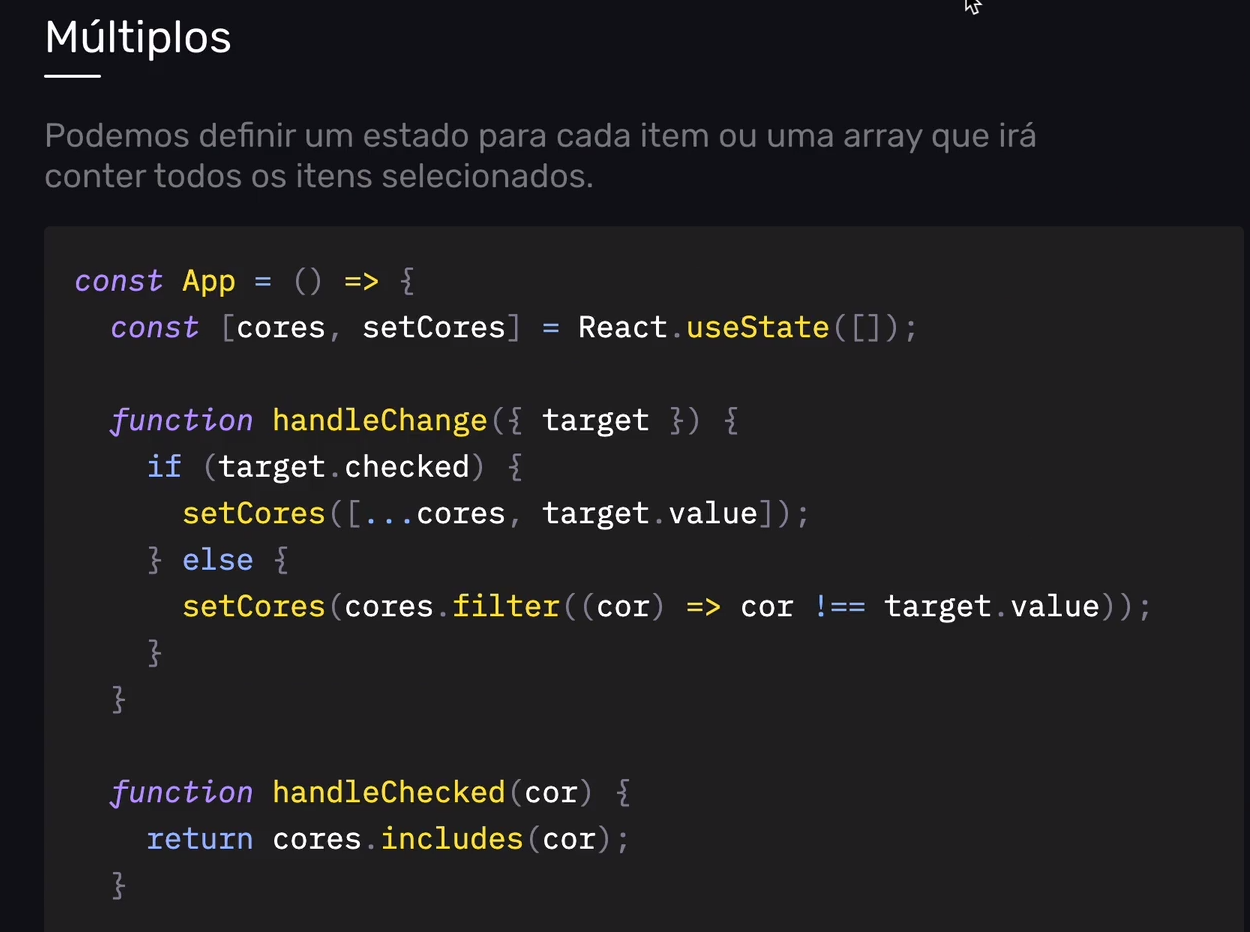 Múltiplos
Podemos definir um estado para cada item ou uma array que irá
conter todos os itens selecionados.
const App = () => {
  const [cores, setCores] = React.useState([]);

  function handleChange({ target }) {
    if (target.checked) {
      setCores([...cores, target.value]);
    } else {
      setCores(cores.filter((cor) => cor !== target.value));
    }
  }

  function handleChecked(cor) {
    return cores.includes(cor);
  }